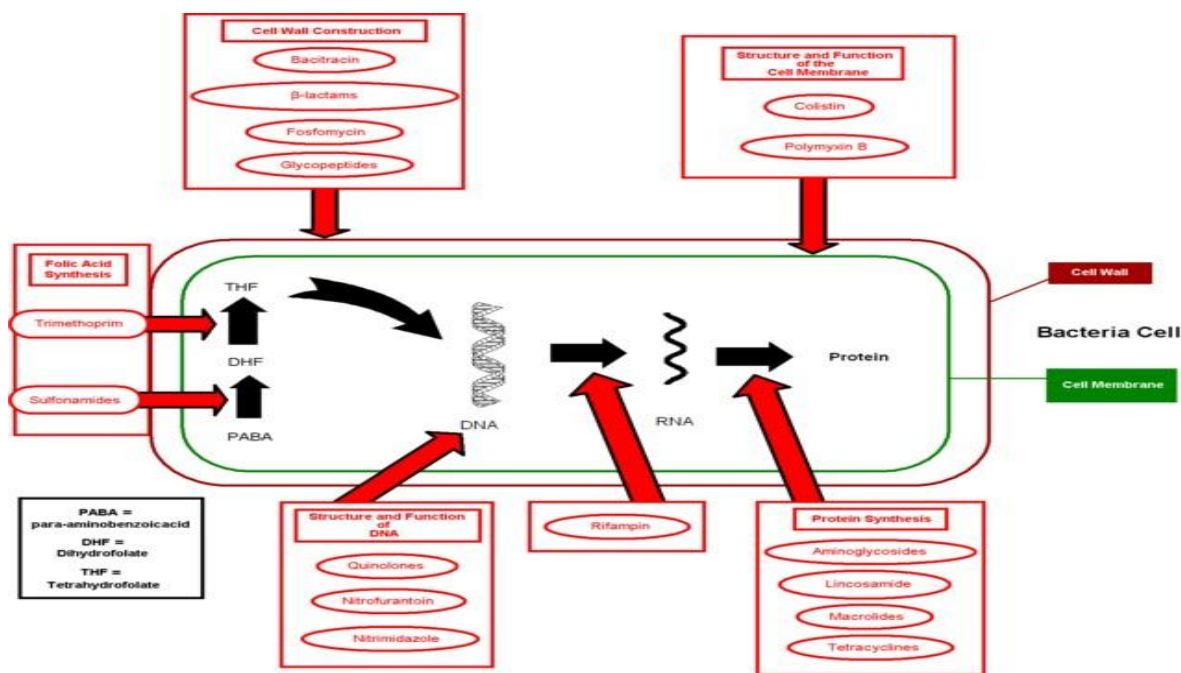 Cell Wall Construction
Bacitracin
β-lactams
Fosfomycin
Glycopeptides
Structure and Function
of the
Cell Membrane
Colistin
Polymyxin B
Folic Acid
Synthesis
Trimethoprim
Sulfonamides
THF
DHF
PABA
DNA
RNA
Protein
Cell Wall
Bacteria Cell
Cell Membrane
PABA =
para-aminobenzoicacid
DHF =
Dihydrofolate
THF =
Tetrahydrofolate
Structure and Function
of
DNA
Quinolones
Nitrofurantoin
Nitrimidazole
Rifampin
Protein Synthesis
Aminoglycosides
Lincosamide
Macrolides
Tetracyclines